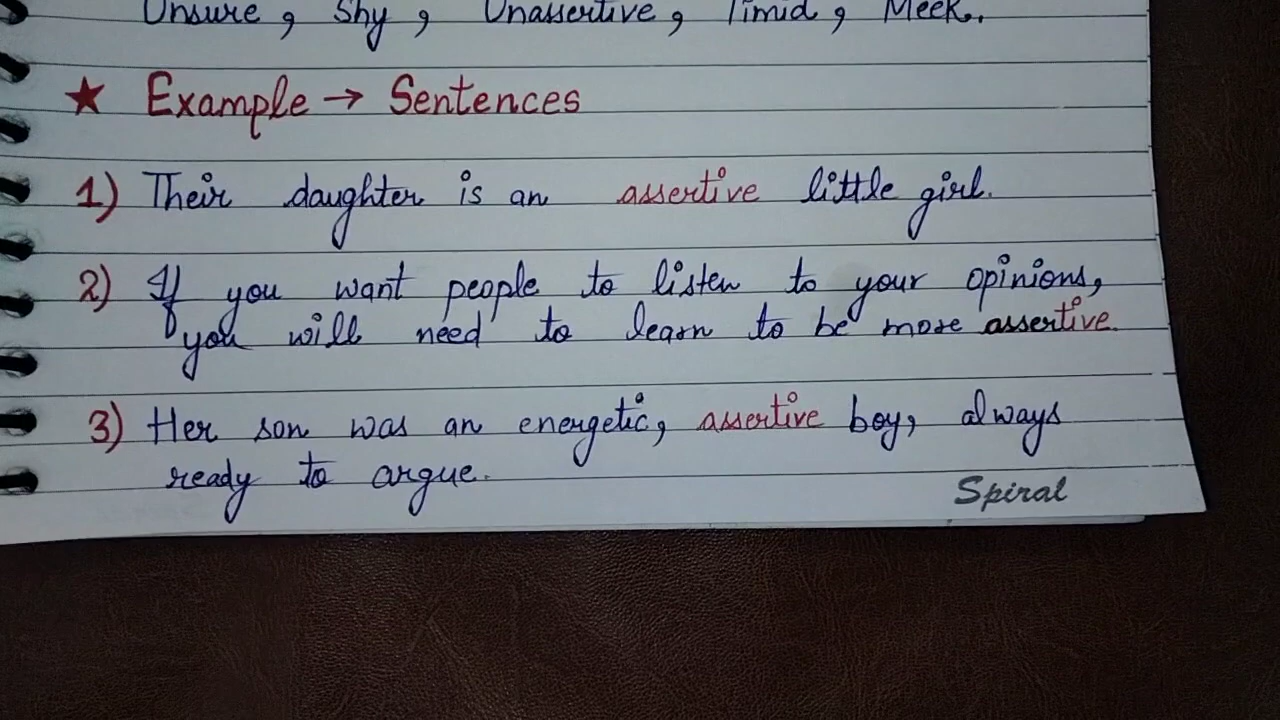 Unsure, Shy, Unassertive, Timid, Meek.
★ Example → Sentences
1) Their daughter is an assertive little girl.
2) If you want people to listen to your opinions,
you will need to learn to be more assertive.
3) Her son was an energetic, assertive boy, always
ready to argue.
Spiral